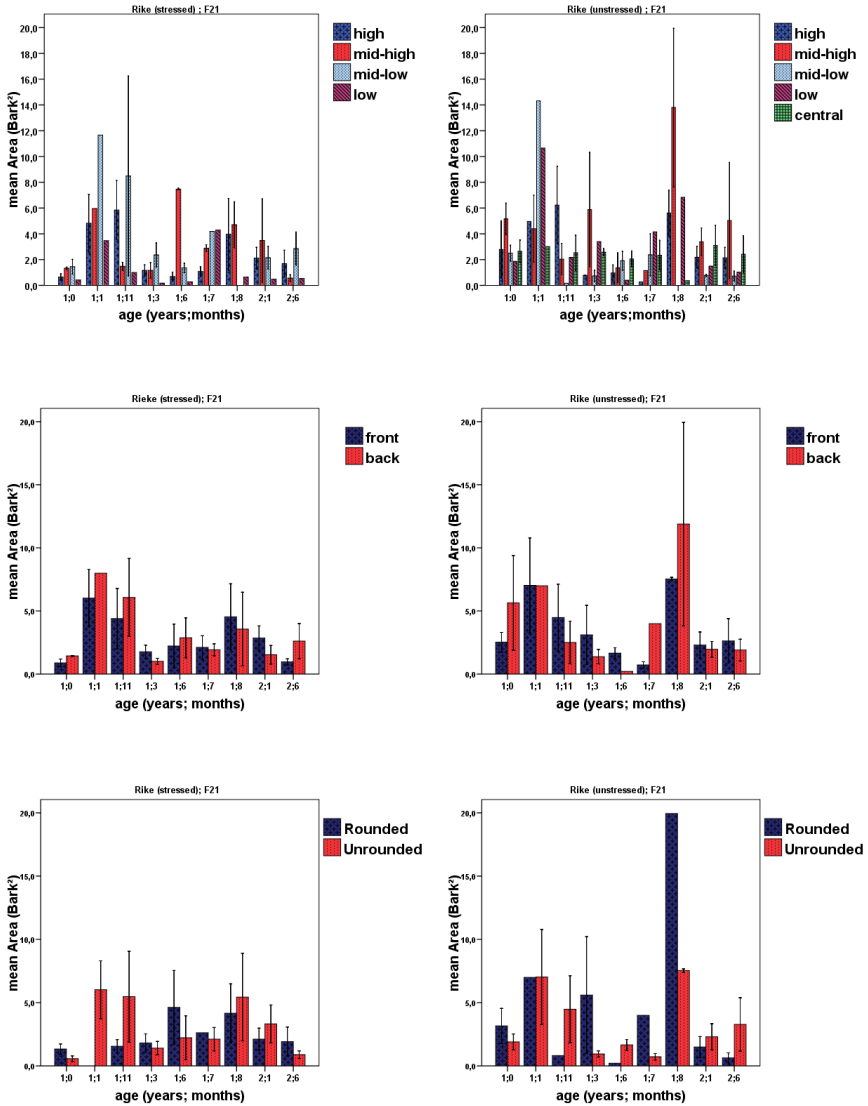 Rike (stressed) ; F21
20,0
18,0
16,0
14,0
12,0
10,0
8,0
6,0
4,0
2,0
0,0
mean Area (Bark²)
1;0 1;1 1;11 1;3 1;6 1;7 1;8 2;1 2;6
age (years;months)
high
mid-high
mid-low
low
Rike (unstressed) ; F21
20,0
18,0
16,0
14,0
12,0
10,0
8,0
6,0
4,0
2,0
0,0
mean Area (Bark²)
1;0 1;1 1;11 1;3 1;6 1;7 1;8 2;1 2;6
age (years;months)
high
mid-high
mid-low
low
central
Rieke (stressed); F21
20,0
15,0
10,0
5,0
0,0
mean Area (Bark²)
1;0 1;1 1;11 1;3 1;6 1;7 1;8 2;1 2;6
age (years; months)
front
back
Rike (unstressed); F21
20,0
15,0
10,0
5,0
0,0
mean Area (Bark²)
1;0 1;1 1;11 1;3 1;6 1;7 1;8 2;1 2;6
age (years; months)
front
back
Rike (stressed); F21
20,0
15,0
10,0
5,0
0,0
mean Area (Bark²)
1;0 1;1 1;11 1;3 1;6 1;7 1;8 2;1 2;6
age (years; months)
Rounded
Unrounded
Rike (unstressed); F21
20,0
15,0
10,0
5,0
0,0
mean Area (Bark²)
1;0 1;1 1;11 1;3 1;6 1;7 1;8 2;1 2;6
age (years; months)
Rounded
Unrounded